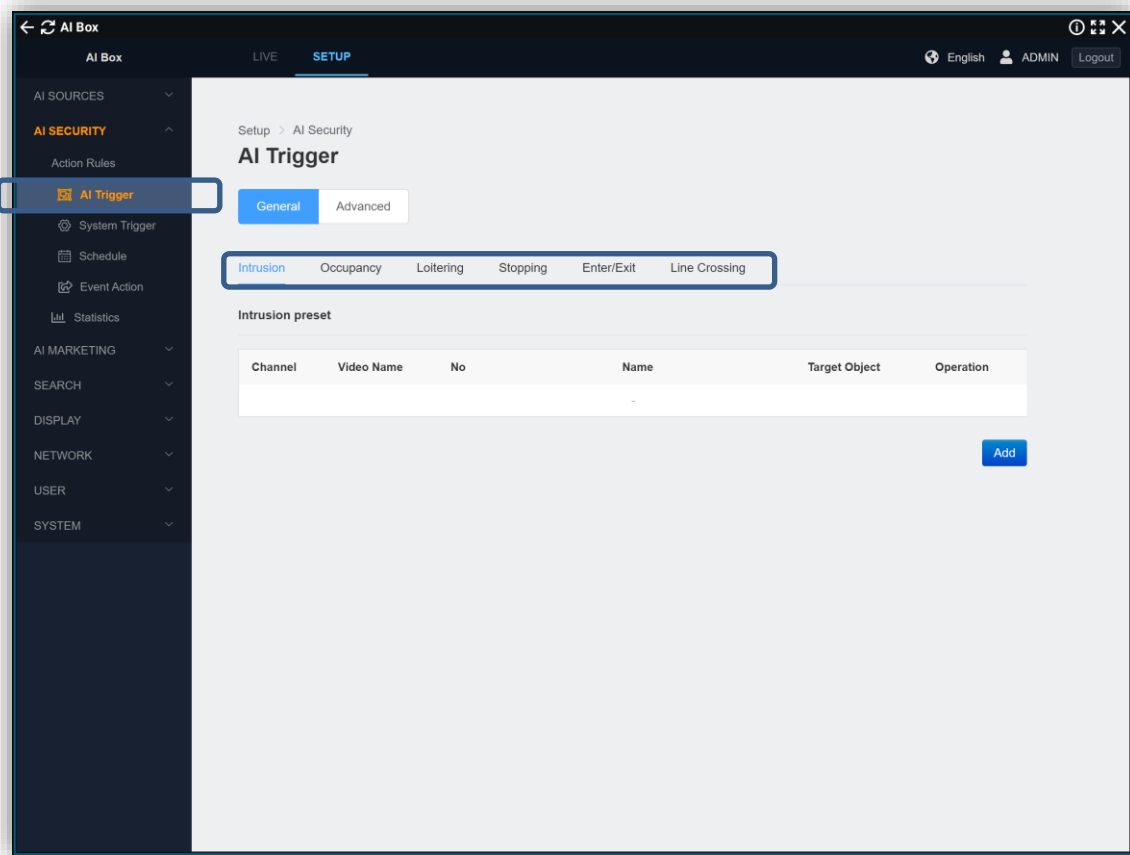 AI Box
AI Box LIVE SETUP English ADMIN Logout
AI SOURCES
AI SECURITY
Action Rules
AI Trigger
System Trigger
Schedule
Event Action
Statistics
AI MARKETING
SEARCH
DISPLAY
NETWORK
USER
SYSTEM
Setup > AI Security
AI Trigger
General Advanced
Intrusion Occupancy Loitering Stopping Enter/Exit Line Crossing
Intrusion preset
Channel Video Name No Name Target Object Operation
-
Add